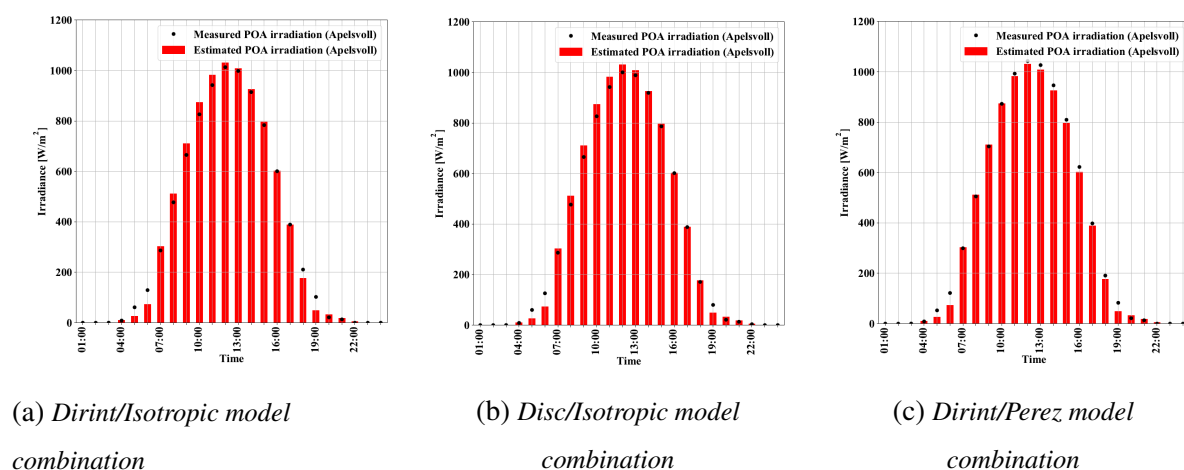 1200
1000
800
600
400
200
0
Irradiance [W/m²]
Measured POA irradiation (Apelsvoll)
Estimated POA irradiation (Apelsvoll)
01:00 04:00 07:00 10:00 13:00 16:00 19:00 22:00
Time
(a) Dirint/Isotropic model
combination
1200
1000
800
600
400
200
0
Irradiance [W/m²]
Measured POA irradiation (Apelsvoll)
Estimated POA irradiation (Apelsvoll)
01:00 04:00 07:00 10:00 13:00 16:00 19:00 22:00
Time
(b) Disc/Isotropic model
combination
1200
1000
800
600
400
200
0
Irradiance [W/m²]
Measured POA irradiation (Apelsvoll)
Estimated POA irradiation (Apelsvoll)
01:00 04:00 07:00 10:00 13:00 16:00 19:00 22:00
Time
(c) Dirint/Perez model
combination